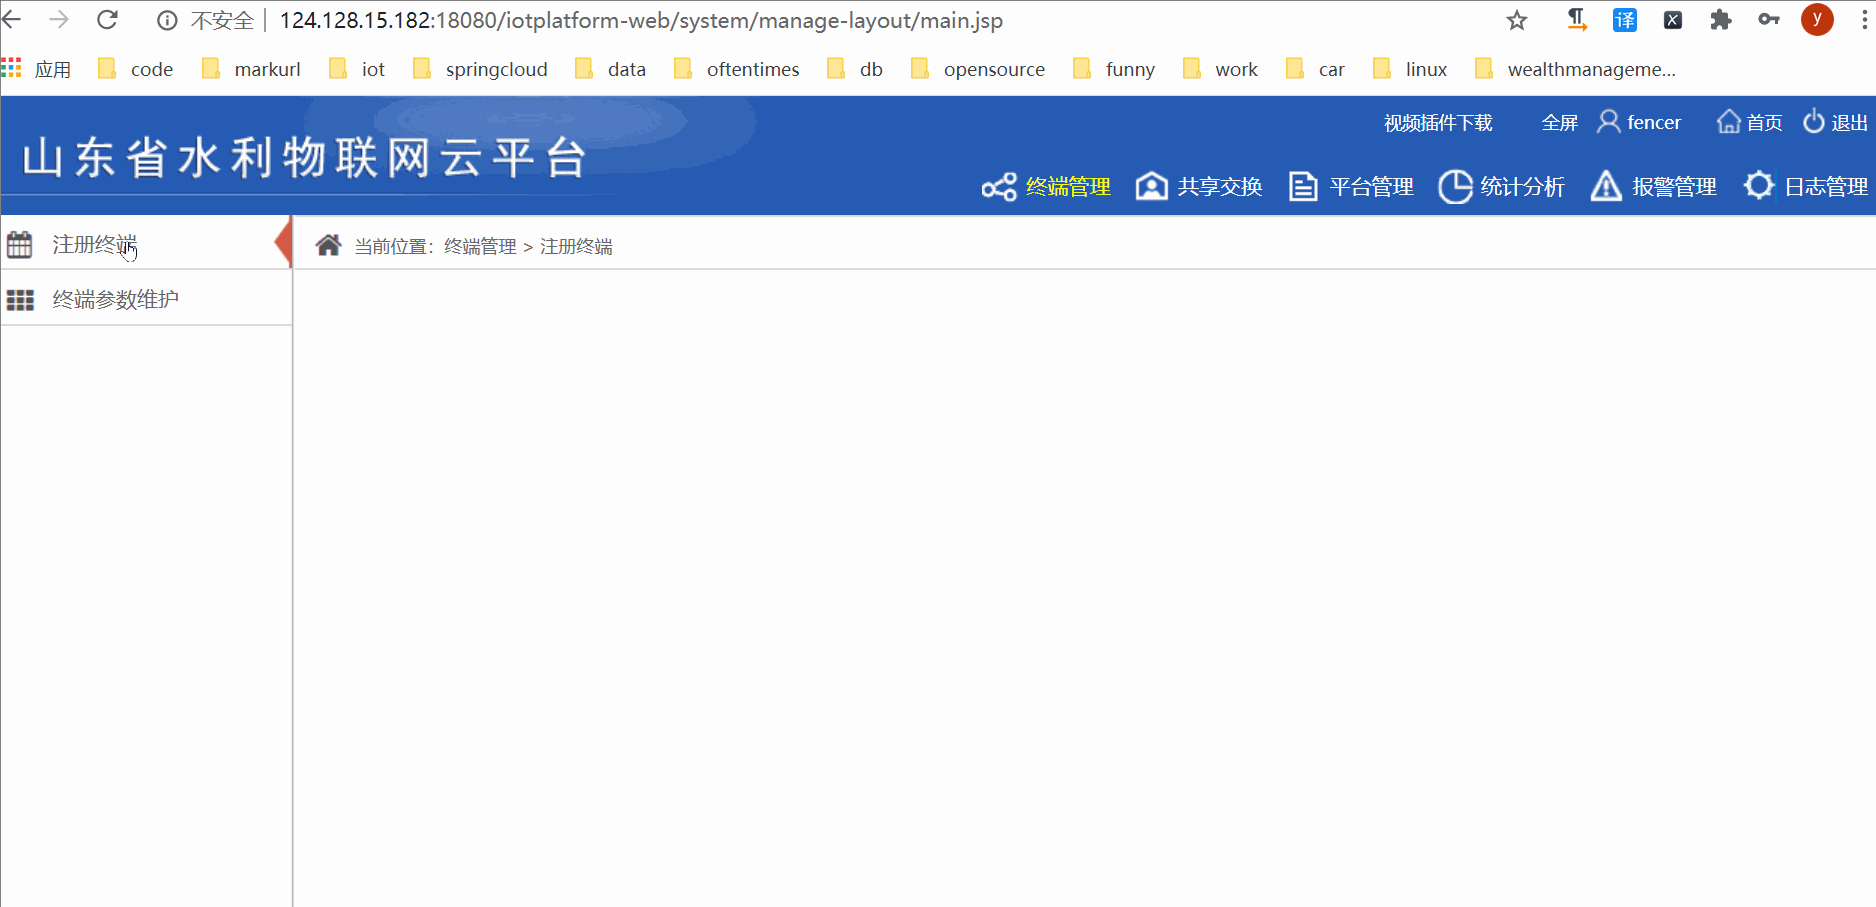 不安全 124.128.15.182:18080/iotplatform-web/system/manage-layout/main.jsp 译 X y
应用 code markurl iot springcloud data oftentimes db opensource funny work car linux wealthmanageme...
视频插件下载 全屏 fencer 首页 退出
山东省水利物联网云平台
终端管理 共享交换 平台管理 统计分析 报警管理 日志管理
注册终端
当前位置：终端管理 > 注册终端
终端参数维护